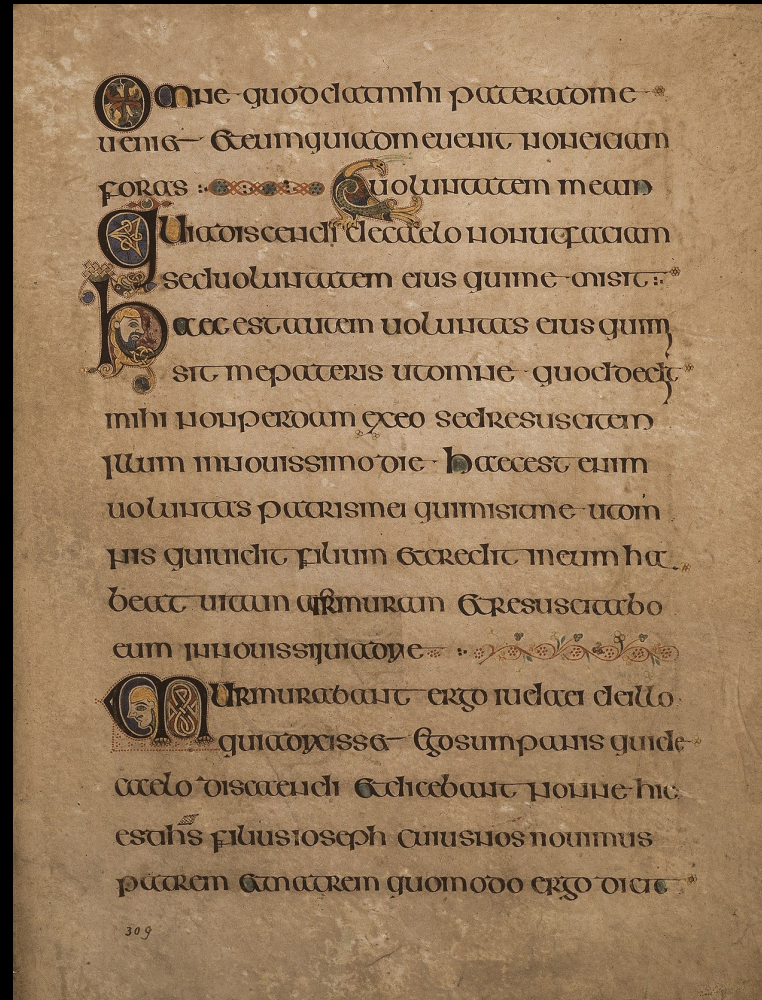 Omne quod dat mihi pater ad me
ueniet et eum qui ad me uenit non eiciam
foras uoluntatem meam
quia discendi de caelo non ut faciam
sed uoluntatem eius qui me misit
haec est autem uoluntas eius qui mi
sit me pateris ut omne quod dedit
mihi non perdam ex eo sed resuscitem
illum in nouissimo die haec est enim
uoluntas patris mei qui misit me ut om
nis qui uidit filium et credit in eum ha
beat uitam et resuscitabo
eum in
Murmurabant ergo iudaei de illo
quia dixisset ego sum panis qui de
caelo discendi et dicebant nonne hic
est ihs filius ioseph cuius nos nouimus
patrem et matrem quomodo ergo dicit
309